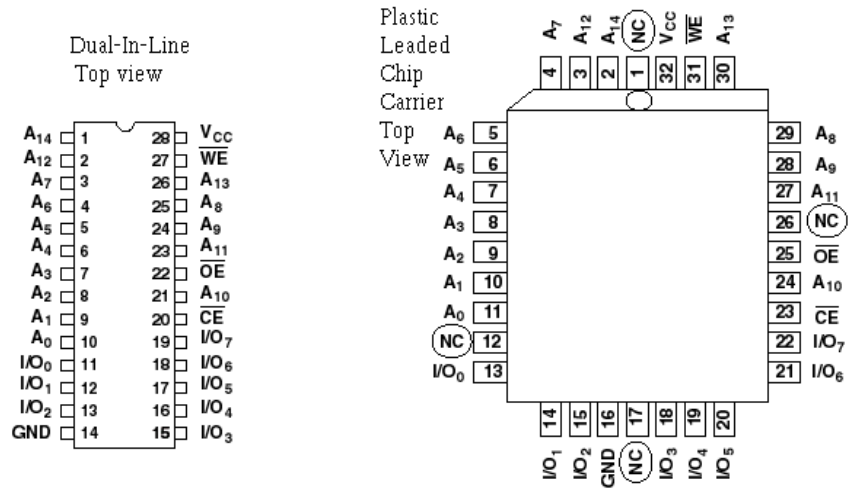 Dual-In-Line
Top view
A14 1 28 VCC
A12 2 27 WE
A7 3 26 A13
A6 4 25 A8
A5 5 24 A9
A4 6 23 A11
A3 7 22 OE
A2 8 21 A10
A1 9 20 CE
A0 10 19 I/O7
I/O0 11 18 I/O6
I/O1 12 17 I/O5
I/O2 13 16 I/O4
GND 14 15 I/O3
Plastic
Leaded
Chip
Carrier
Top
View
A7 A12 A14 NC VCC WE A13
4 3 2 1 32 31 30
A6 5 29 A8
A5 6 28 A9
A4 7 27 A11
A3 8 26 NC
A2 9 25 OE
A1 10 24 A10
A0 11 23 CE
NC 12 22 I/O7
I/O0 13 21 I/O6
14 15 16 17 18 19 20
I/O1 I/O2 GND NC I/O3 I/O4 I/O5